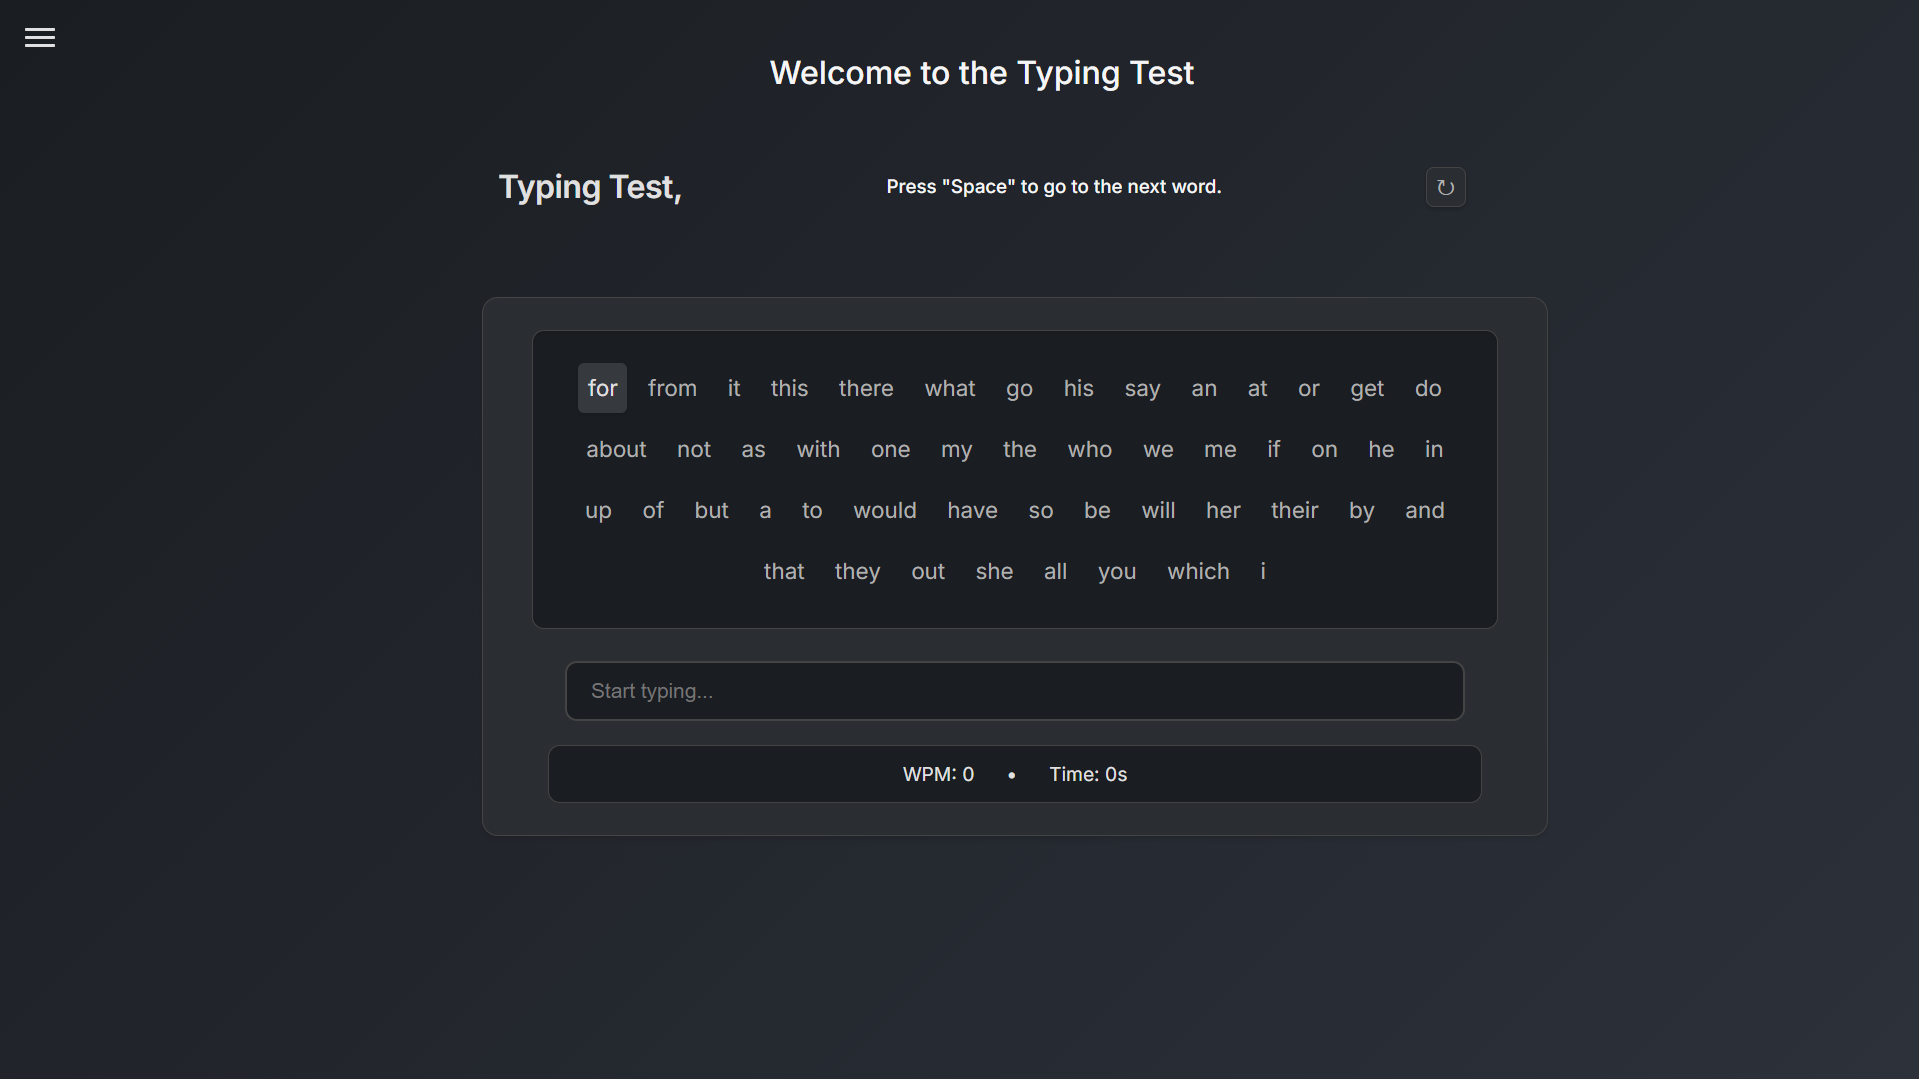 Welcome to the Typing Test
Typing Test,
Press "Space" to go to the next word.
for from it this there what go his say an at or get do
about not as with one my the who we me if on he in
up of but a to would have so be will her their by and
that they out she all you which i
Start typing...
WPM: 0 • Time: 0s